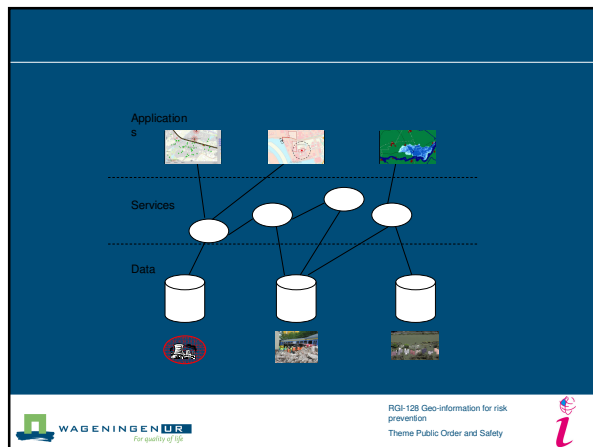 Application
s
Services
Data
RGI-128 Geo-information for risk
prevention
Theme Public Order and Safety
WAGENINGEN UR
For quality of life